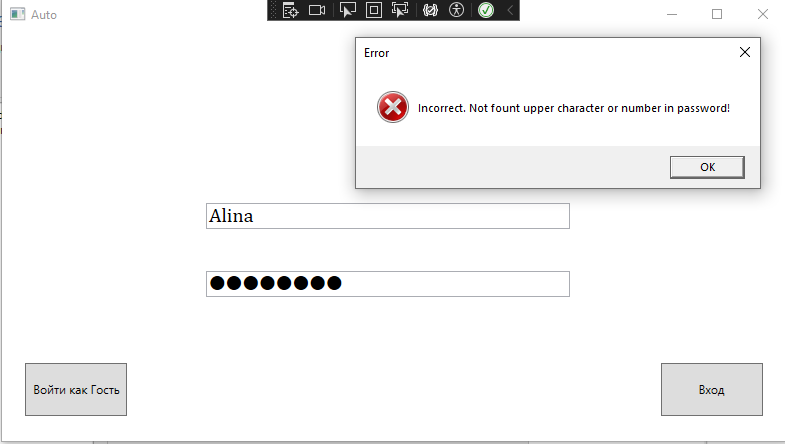 Auto
Error
Incorrect. Not fount upper character or number in password!
OK
Alina
●●●●●●●●
Войти как Гость
Вход